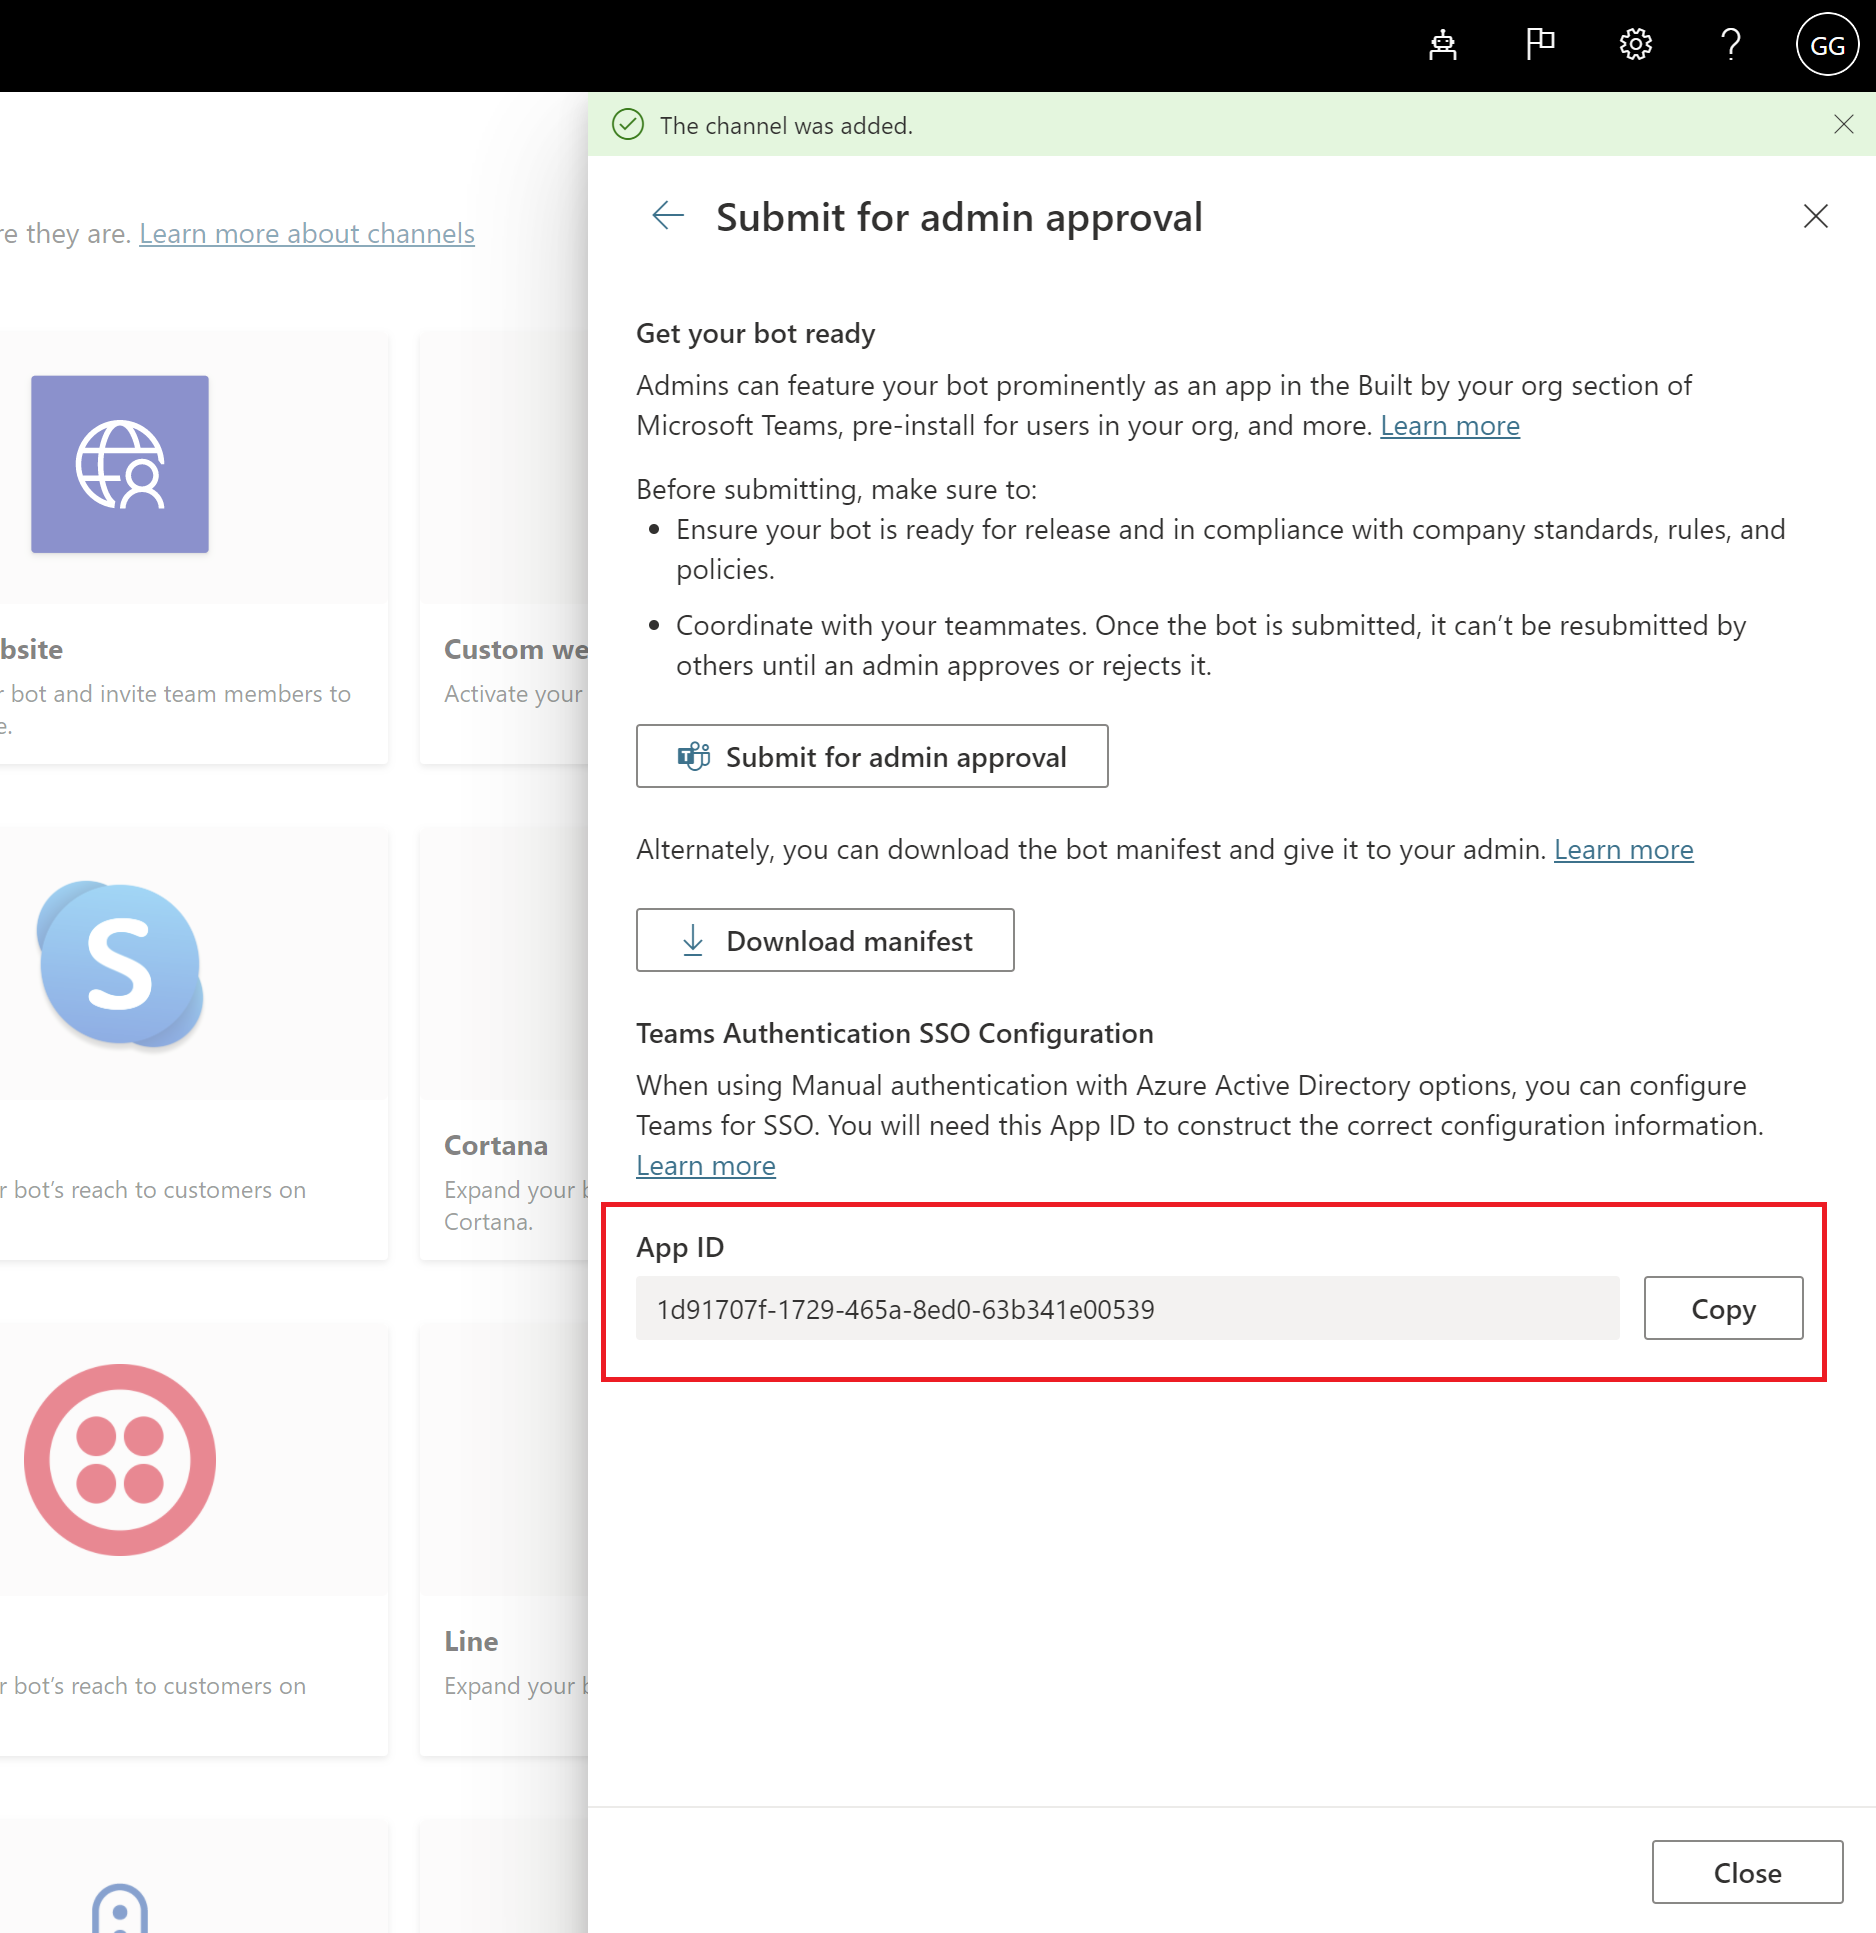 GG
The channel was added.
re they are. Learn more about channels
bsite
r bot and invite team members to
e.
Custom we
Activate your
S
r bot’s reach to customers on
Cortana
Expand your b
Cortana.
r bot’s reach to customers on
Line
Expand your b
Submit for admin approval
Get your bot ready
Admins can feature your bot prominently as an app in the Built by your org section of
Microsoft Teams, pre-install for users in your org, and more. Learn more
Before submitting, make sure to:
• Ensure your bot is ready for release and in compliance with company standards, rules, and
policies.
• Coordinate with your teammates. Once the bot is submitted, it can’t be resubmitted by
others until an admin approves or rejects it.
T Submit for admin approval
Alternately, you can download the bot manifest and give it to your admin. Learn more
Download manifest
Teams Authentication SSO Configuration
When using Manual authentication with Azure Active Directory options, you can configure
Teams for SSO. You will need this App ID to construct the correct configuration information.
Learn more
App ID
1d91707f-1729-465a-8ed0-63b341e00539
Copy
Close